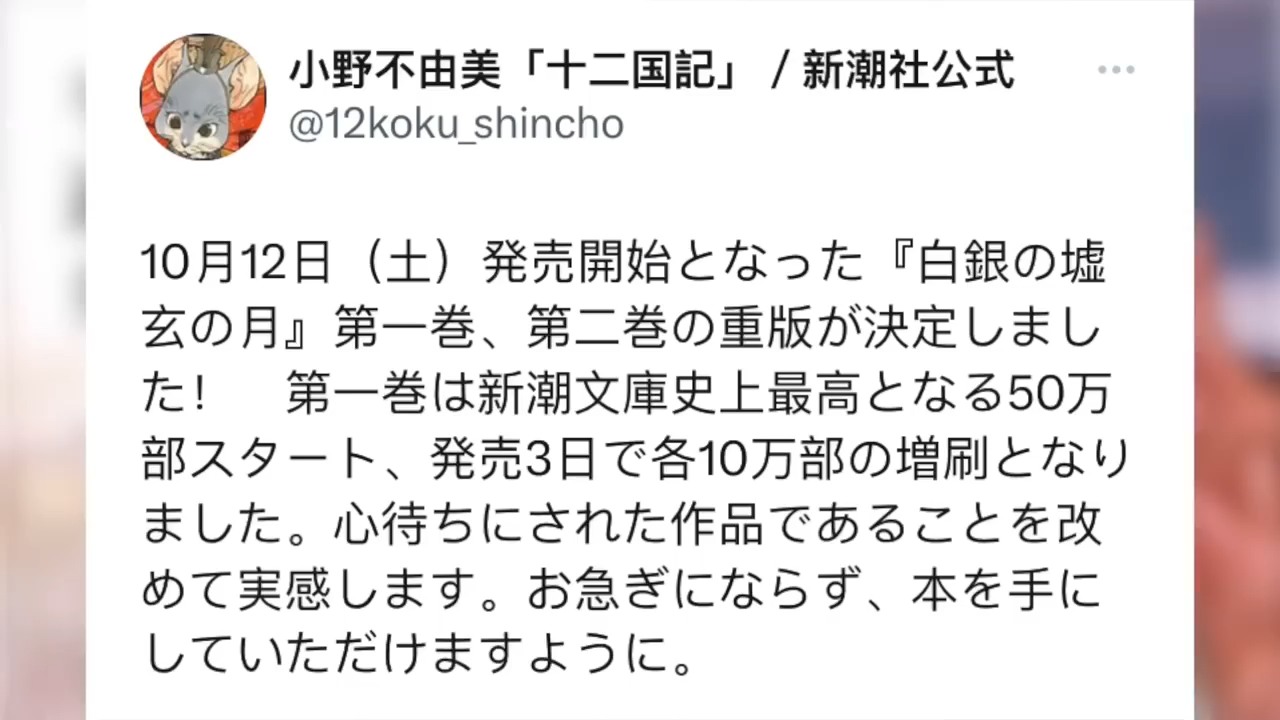 小野不由美「十二国記」 / 新潮社公式
@12koku_shincho
10月12日（土）発売開始となった『白銀の墟
玄の月』第一巻、第二巻の重版が決定しまし
た！　第一巻は新潮文庫史上最高となる50万
部スタート、発売3日で各10万部の増刷となり
ました。心待ちにされた作品であることを改
めて実感します。お急ぎにならず、本を手に
していただけますように。